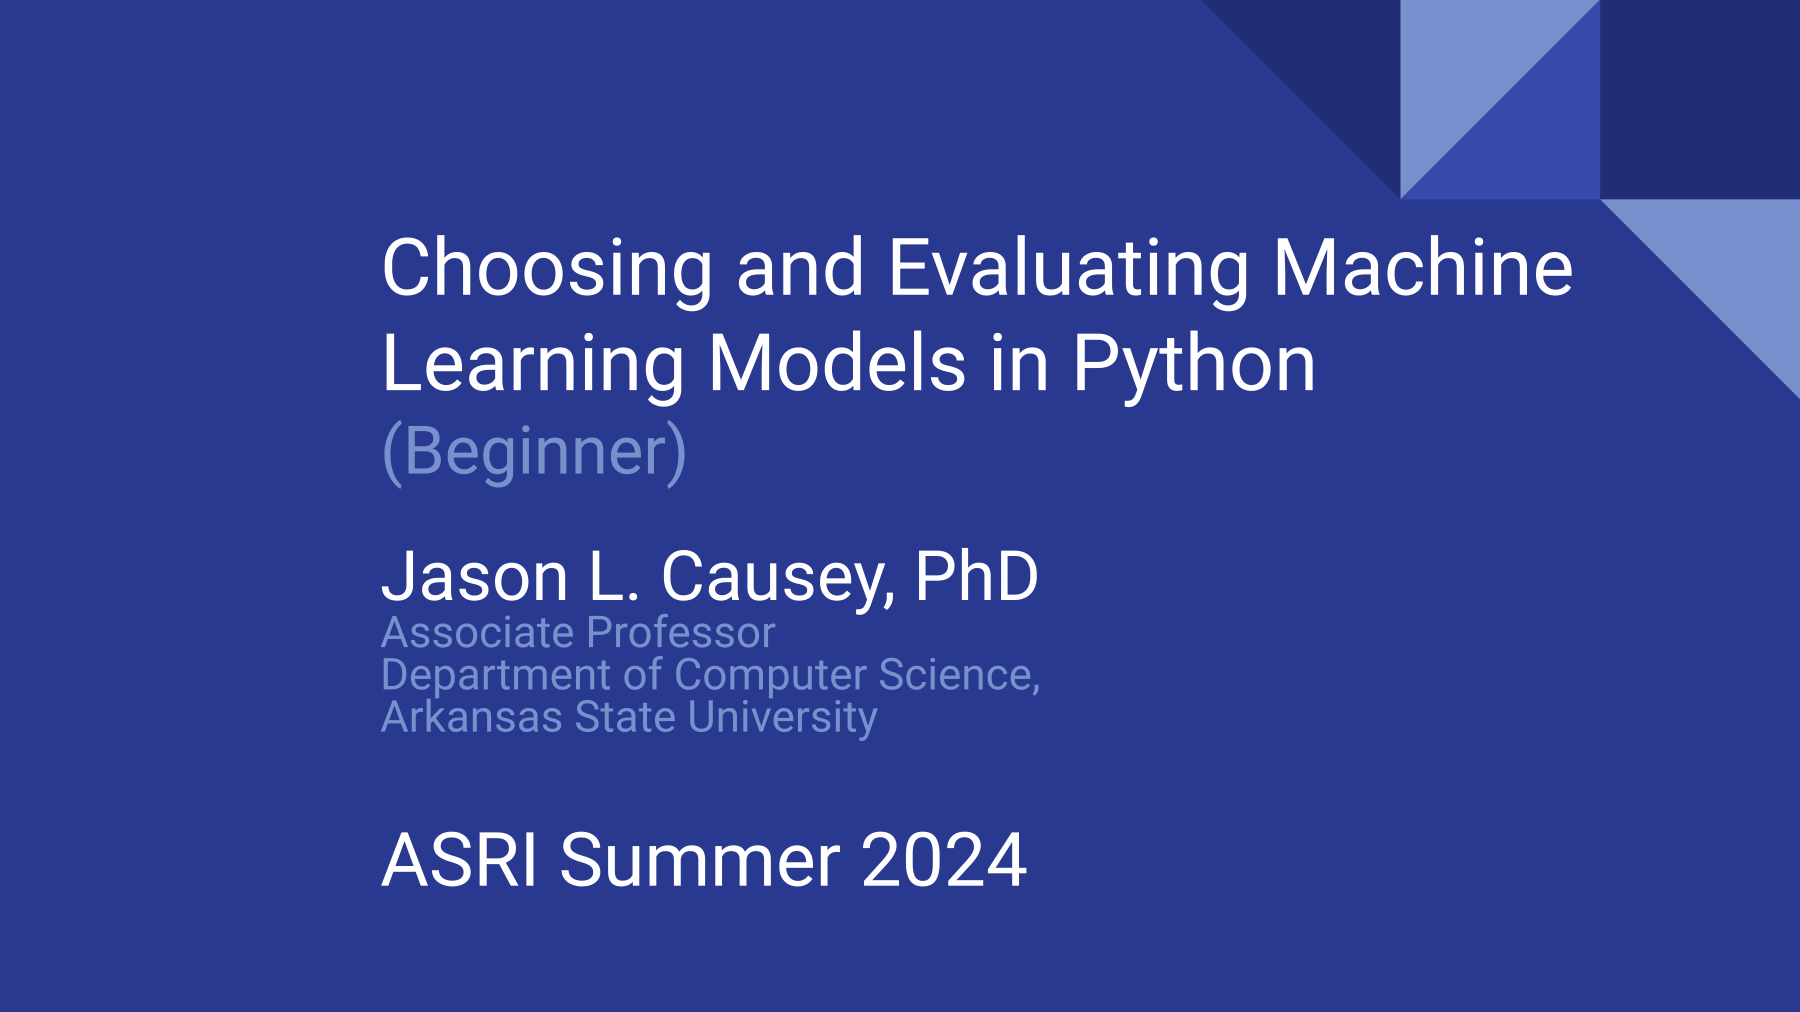 Choosing and Evaluating Machine
Learning Models in Python
(Beginner)
Jason L. Causey, PhD
Associate Professor
Department of Computer Science,
Arkansas State University
ASRI Summer 2024